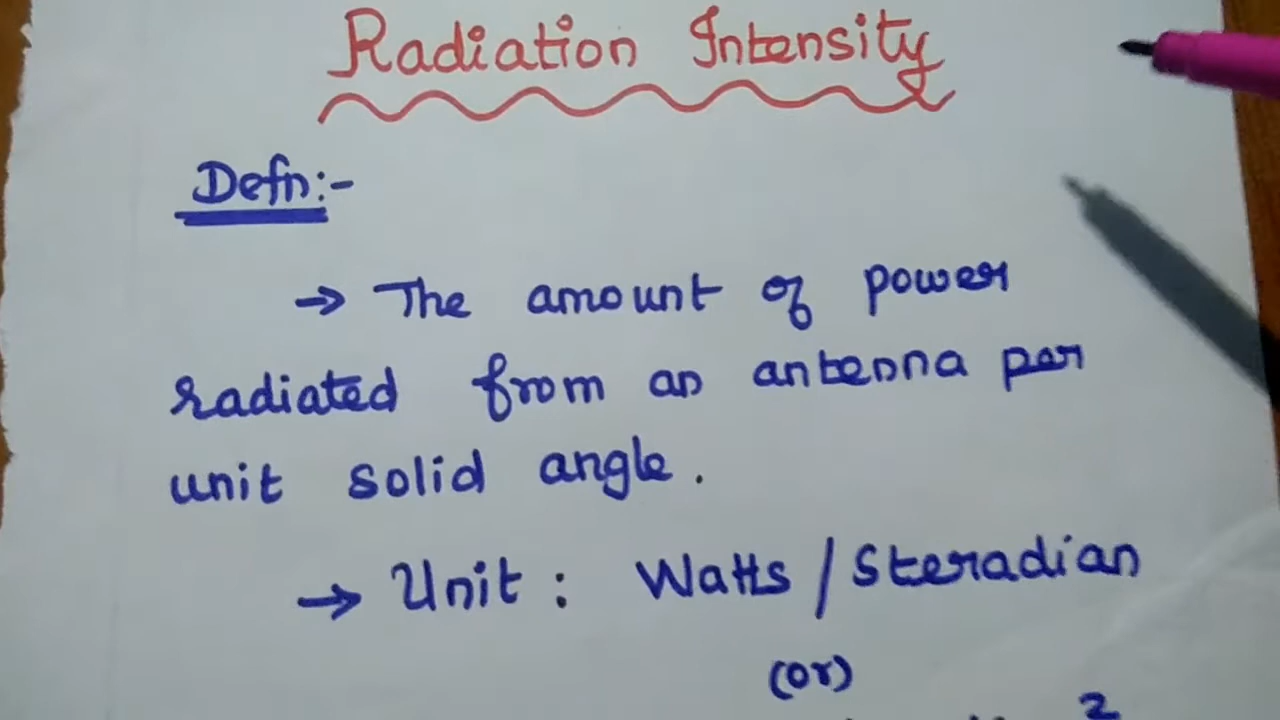 Radiation Intensity
Defn:-
→ The amount of power
radiated from an antenna per
unit solid angle.
→ Unit : Watts / Steradian
(or)
2